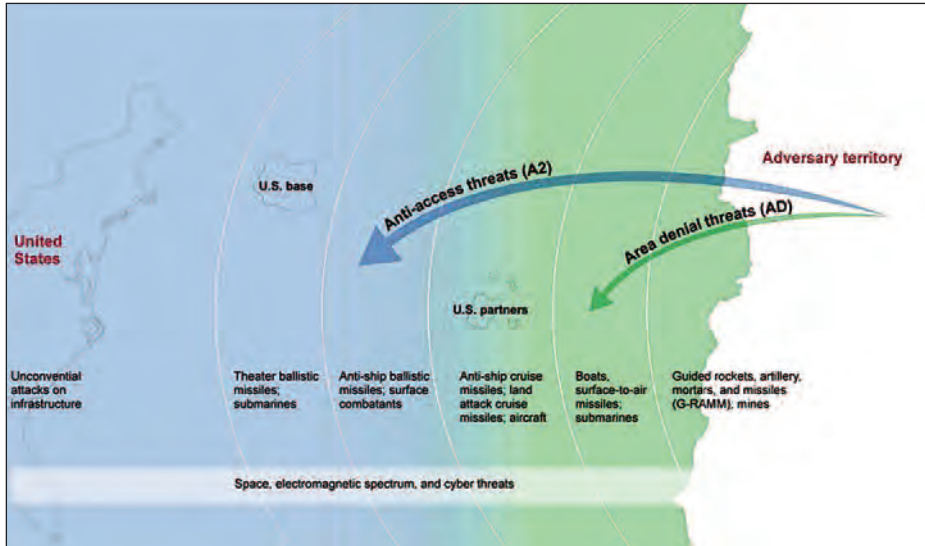 Adversary territory
Anti-access threats (A2)
U.S. base
Area denial threats (AD)
United
States
U.S. partners
Unconvential
attacks on
infrastructure
Theater ballistic
missiles;
submarines
Anti-ship ballistic
missiles; surface
combatants
Anti-ship cruise
missiles; land
attack cruise
missiles; aircraft
Boats,
surface-to-air
missiles;
submarines
Guided rockets, artillery,
mortars, and missiles
(G-RAMM); mines
Space, electromagnetic spectrum, and cyber threats